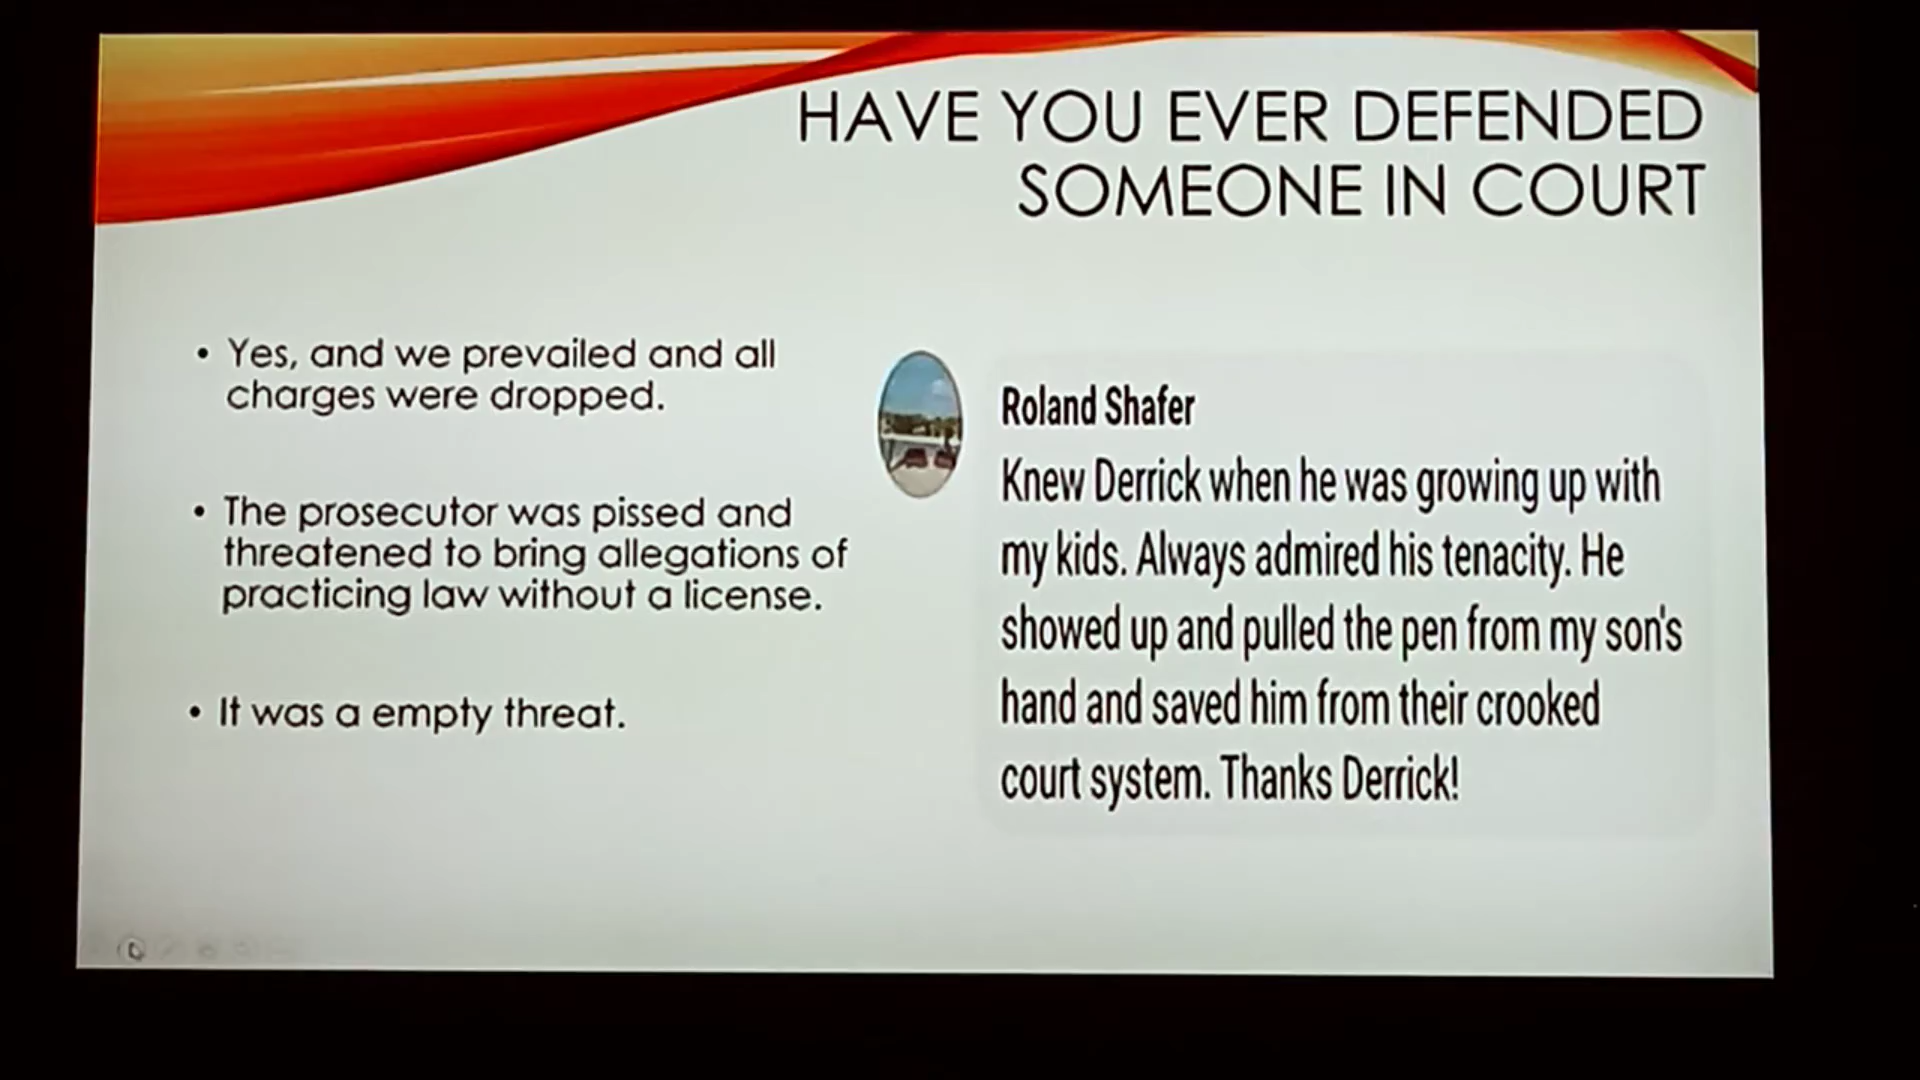 HAVE YOU EVER DEFENDED
SOMEONE IN COURT
• Yes, and we prevailed and all
charges were dropped.
• The prosecutor was pissed and
threatened to bring allegations of
practicing law without a license.
• It was a empty threat.
Roland Shafer
Knew Derrick when he was growing up with
my kids. Always admired his tenacity. He
showed up and pulled the pen from my son's
hand and saved him from their crooked
court system. Thanks Derrick!